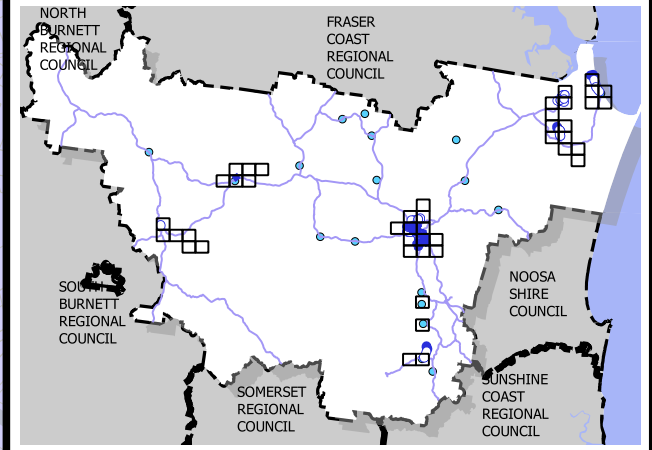 NORTH
BURNETT
REGIONAL
COUNCIL
FRASER
COAST
REGIONAL
COUNCIL
NOOSA
SHIRE
COUNCIL
SOUTH
BURNETT
REGIONAL
COUNCIL
SOMERSET
REGIONAL
COUNCIL
SUNSHINE
COAST
REGIONAL
COUNCIL